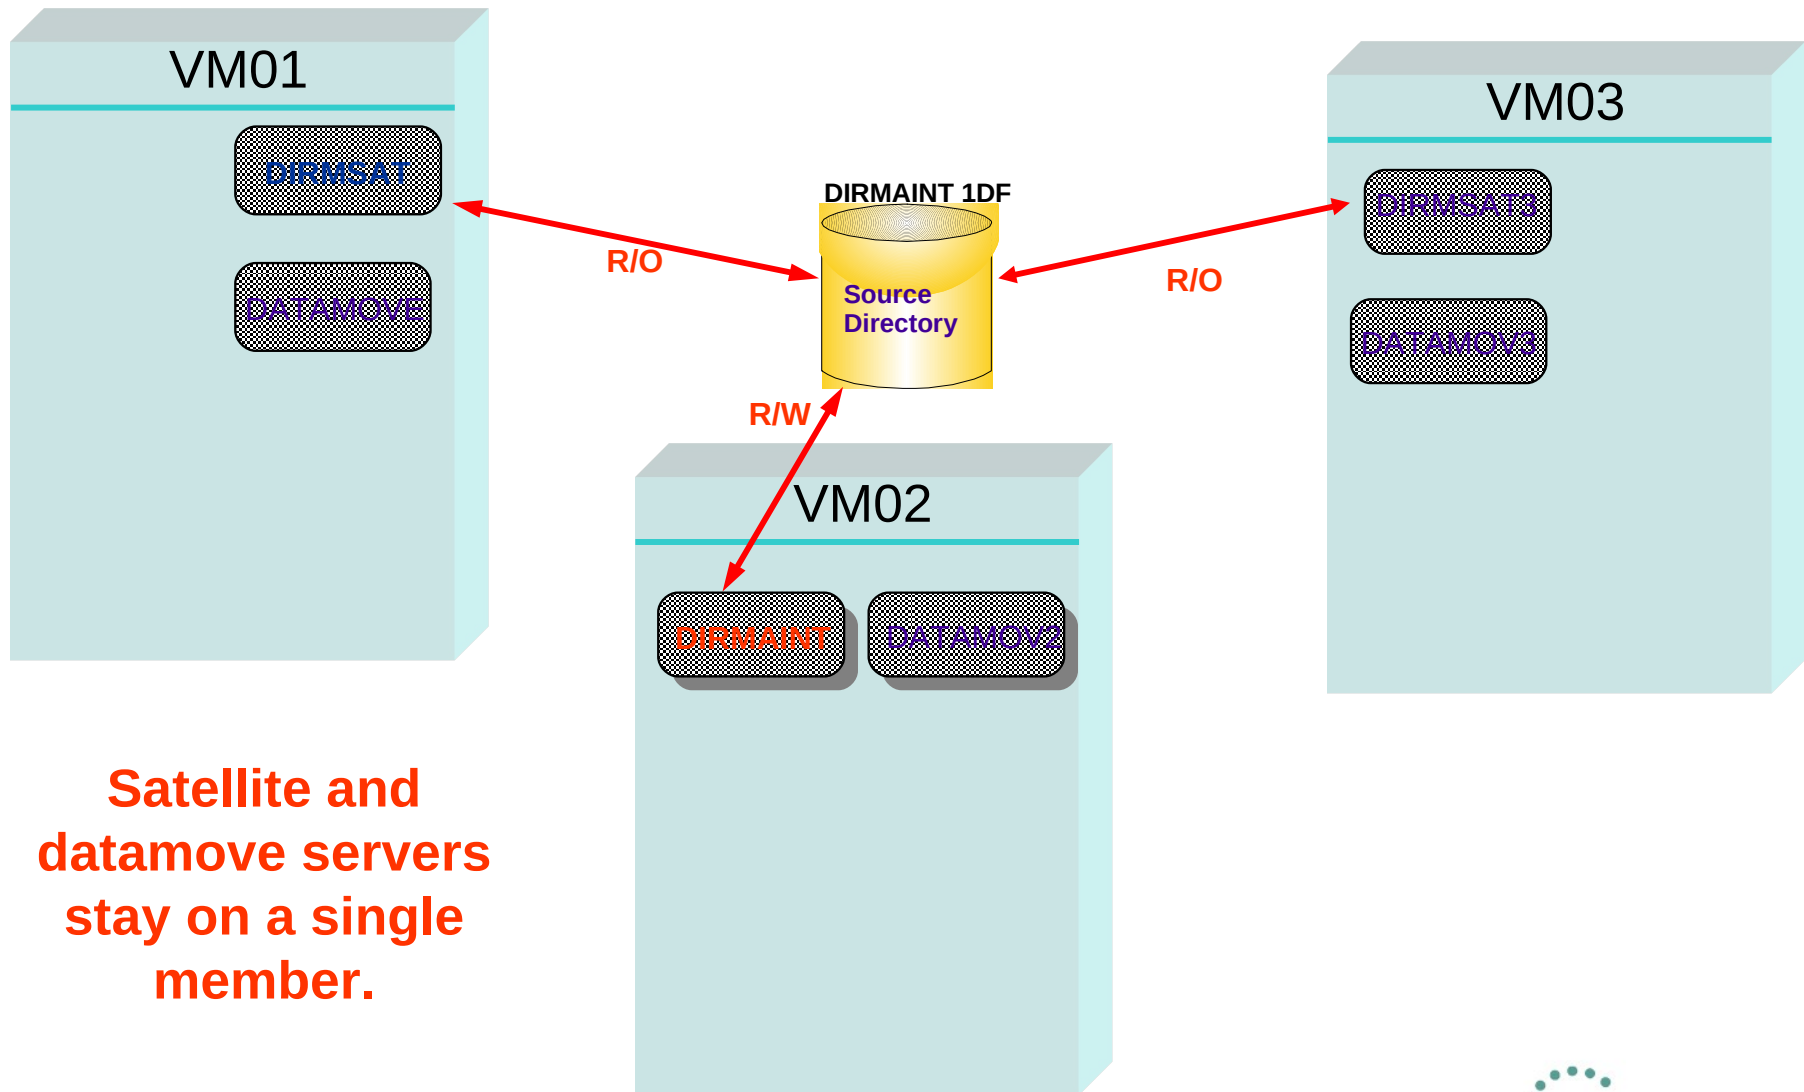 VM01
DIRMSAT
DATAMOVE
R/O
DIRMAINT 1DF
Source
Directory
R/O
R/W
VM03
DIRMSAT3
DATAMOV3
VM02
DIRMAINT
DATAMOV2
Satellite and
datamove servers
stay on a single
member.